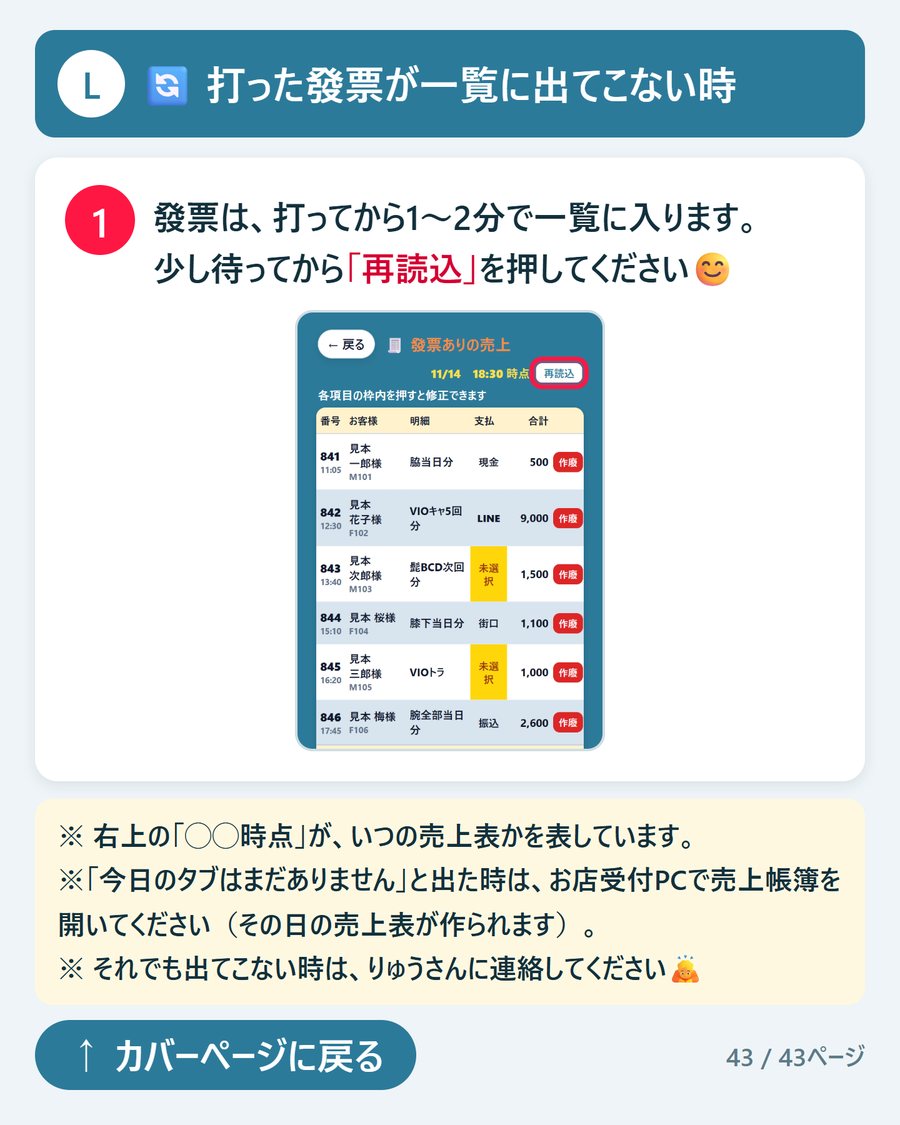 L 打った發票が一覧に出てこない時
1 發票は、打ってから1〜2分で一覧に入ります。
少し待ってから「再読込」を押してください😊
← 戻る 發票ありの売上
11/14 18:30 時点 再読込
各項目の枠内を押すと修正できます
番号 お客様 明細 支払 合計
841 11:05 見本 一郎様 M101 脇当日分 現金 500 作廢
842 12:30 見本 花子様 F102 VIOキャ5回分 LINE 9,000 作廢
843 13:40 見本 次郎様 M103 髭BCD次回分 未選択 1,500 作廢
844 15:10 見本 桜様 F104 膝下当日分 街口 1,100 作廢
845 16:20 見本 三郎様 M105 VIOトラ 未選択 1,000 作廢
846 17:45 見本 梅様 F106 腕全部当日分 振込 2,600 作廢
※ 右上の「◯◯時点」が、いつの売上表かを表しています。
※「今日のタブはまだありません」と出た時は、お店受付PCで売上帳簿を
開いてください（その日の売上表が作られます）。
※ それでも出てこない時は、りゅうさんに連絡してください🙇
↑ カバーページに戻る
43 / 43ページ